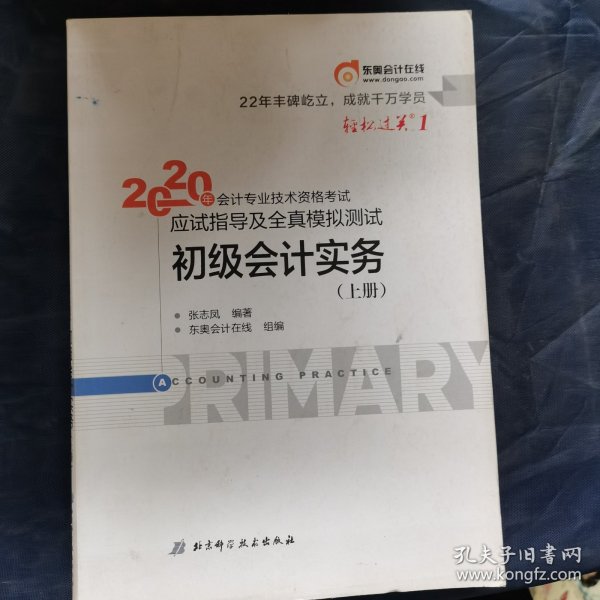 东奥会计在线
www.dongao.com
22年丰碑屹立，成就千万学员
轻松过关®1
2020年会计专业技术资格考试
应试指导及全真模拟测试
初级会计实务
（上册）
张志凤 编著
东奥会计在线 组编
ACCOUNTING PRACTICE
PRIMARY
北京科学技术出版社
孔夫子旧书网
www.kongfz.com